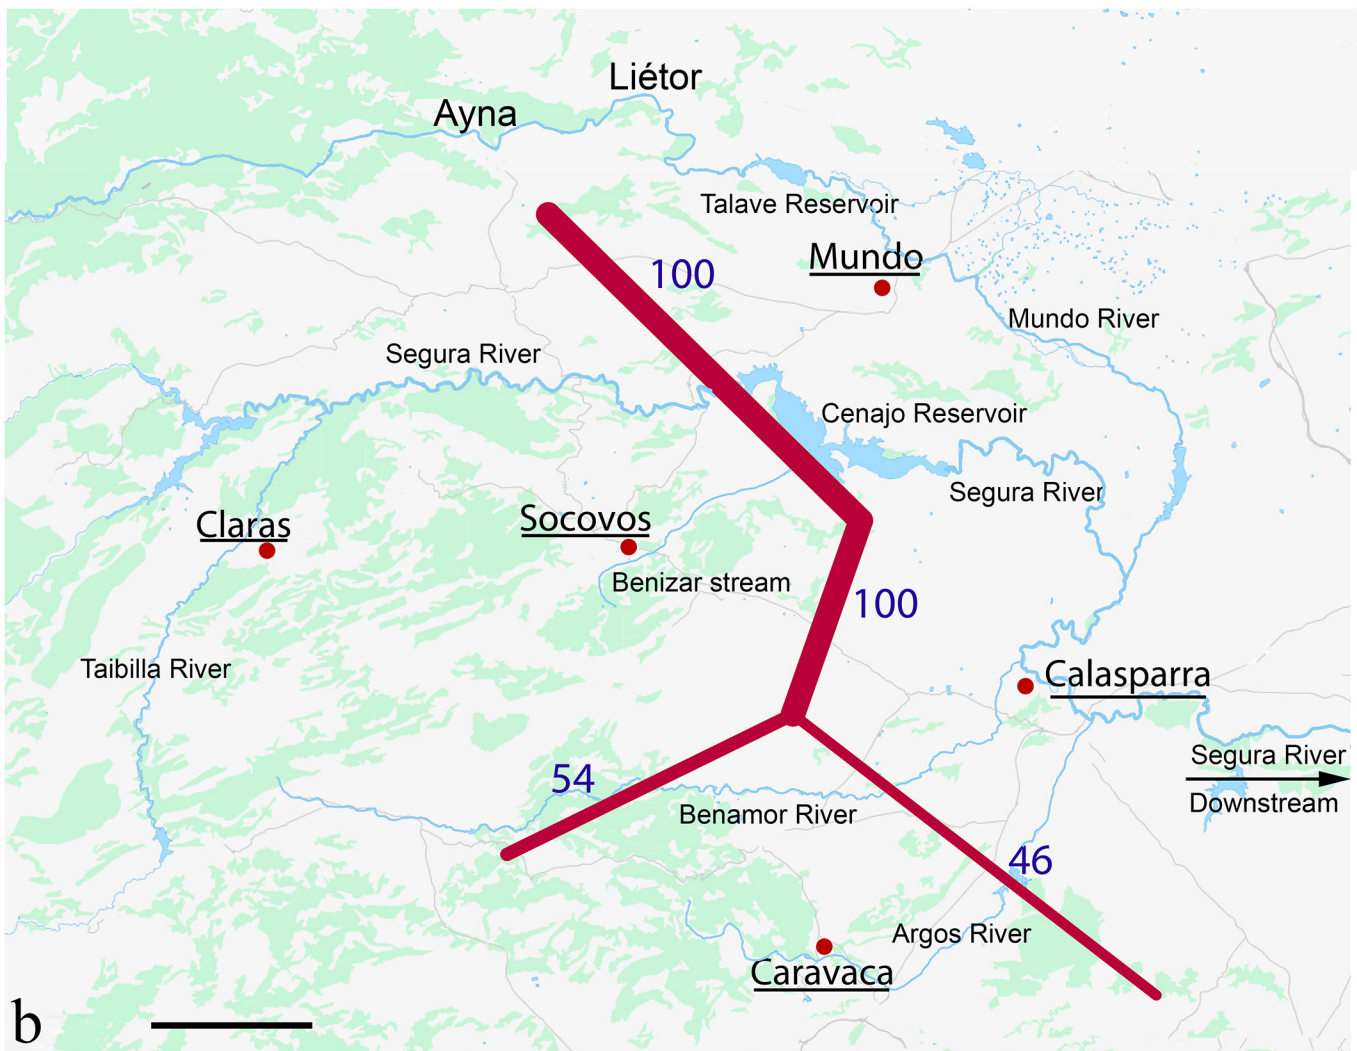 Liétor
Ayna
Talave Reservoir
Mundo
100
Mundo River
Segura River
Cenajo Reservoir
Segura River
Claras
Socovos
Benizar stream
100
Taibilla River
Calasparra
Segura River
Downstream
54
Benamor River
46
Argos River
Caravaca
b